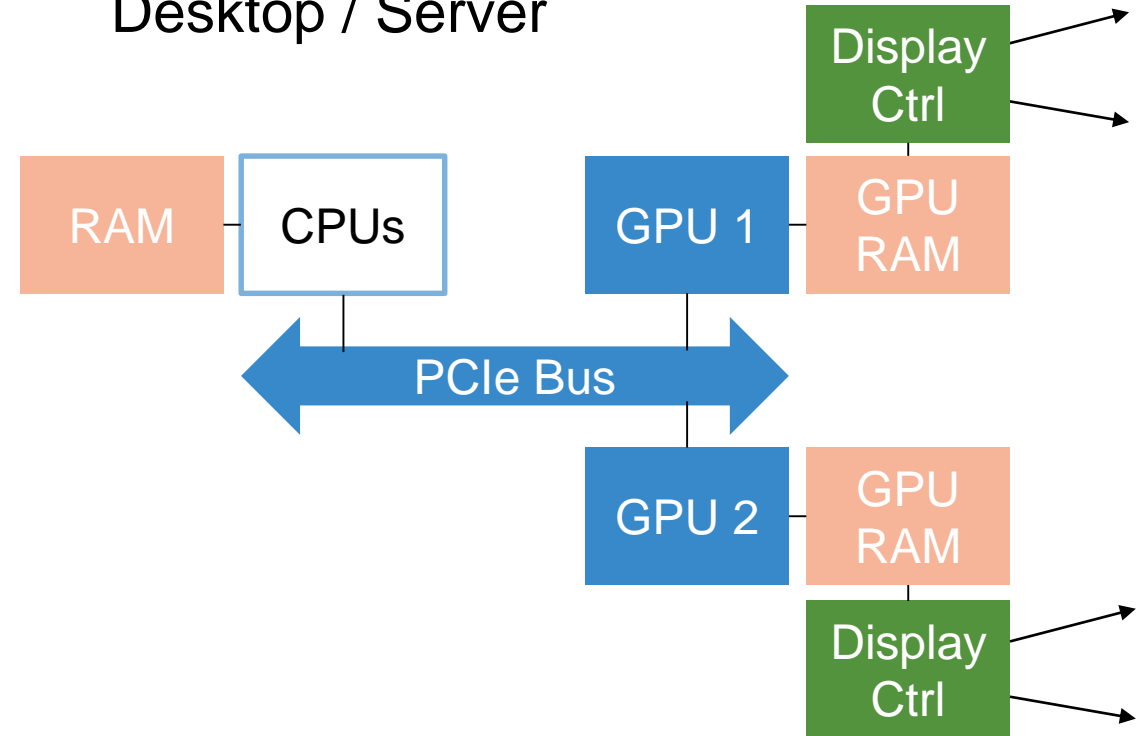 Desktop / Server
Display
Ctrl
RAM
CPUs
GPU 1
GPU
RAM
PCIe Bus
GPU 2
GPU
RAM
Display
Ctrl